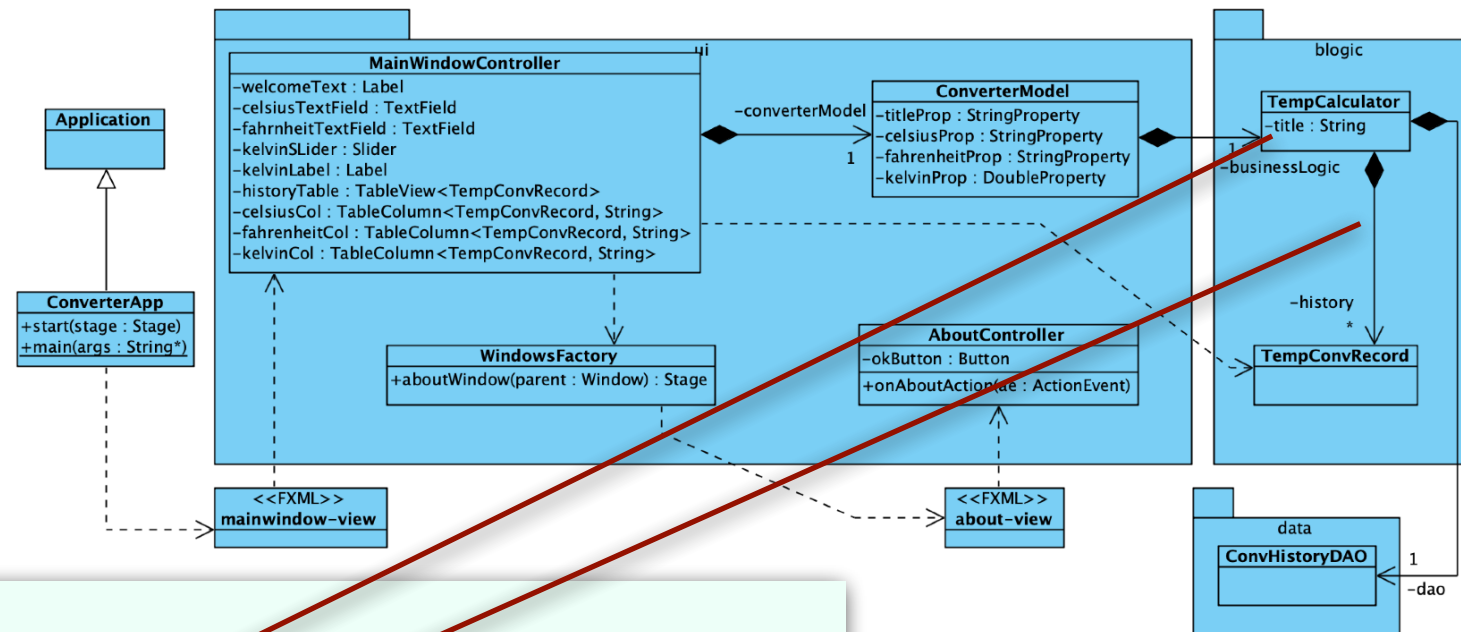 ui
MainWindowController
-welcomeText : Label
-celsiusTextField : TextField
-fahrnheitTextField : TextField
-kelvinSLider : Slider
-kelvinLabel : Label
-historyTable : TableView<TempConvRecord>
-celsiusCol : TableColumn<TempConvRecord, String>
-fahrenheitCol : TableColumn<TempConvRecord, String>
-kelvinCol : TableColumn<TempConvRecord, String>
-converterModel
1
ConverterModel
-titleProp : StringProperty
-celsiusProp : StringProperty
-fahrenheitProp : StringProperty
-kelvinProp : DoubleProperty
blogic
TempCalculator
-title : String
1
-businessLogic
Application
ConverterApp
+start(stage : Stage)
+main(args : String*)
WindowsFactory
+aboutWindow(parent : Window) : Stage
AboutController
-okButton : Button
+onAboutAction(ae : ActionEvent)
-history
*
TempConvRecord
<<FXML>>
mainwindow-view
<<FXML>>
about-view
data
ConvHistoryDAO
1
-dao